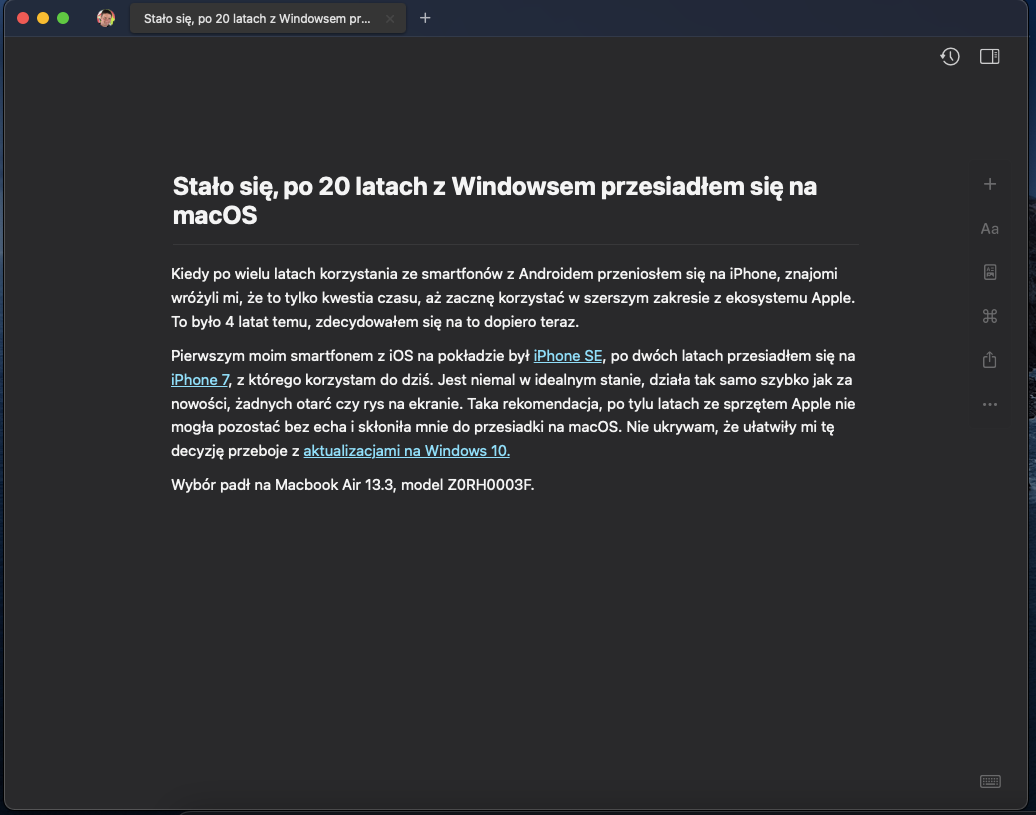 Stało się, po 20 latach z Windowsem pr...
Stało się, po 20 latach z Windowsem przesiadłem się na
macOS
Aa
Kiedy po wielu latach korzystania ze smartfonów z Androidem przeniosłem się na iPhone, znajomi
wróżyli mi, że to tylko kwestia czasu, aż zacznę korzystać w szerszym zakresie z ekosystemu Apple.
To było 4 latat temu, zdecydowałem się na to dopiero teraz.
Pierwszym moim smartfonem z iOS na pokładzie był iPhone SE, po dwóch latach przesiadłem się na
iPhone 7, z którego korzystam do dziś. Jest niemal w idealnym stanie, działa tak samo szybko jak za
nowości, żadnych otarć czy rys na ekranie. Taka rekomendacja, po tylu latach ze sprzętem Apple nie
mogła pozostać bez echa i skłoniła mnie do przesiadki na macOS. Nie ukrywam, że ułatwiły mi tę
decyzję przeboje z aktualizacjami na Windows 10.
Wybór padł na Macbook Air 13.3, model Z0RH0003F.